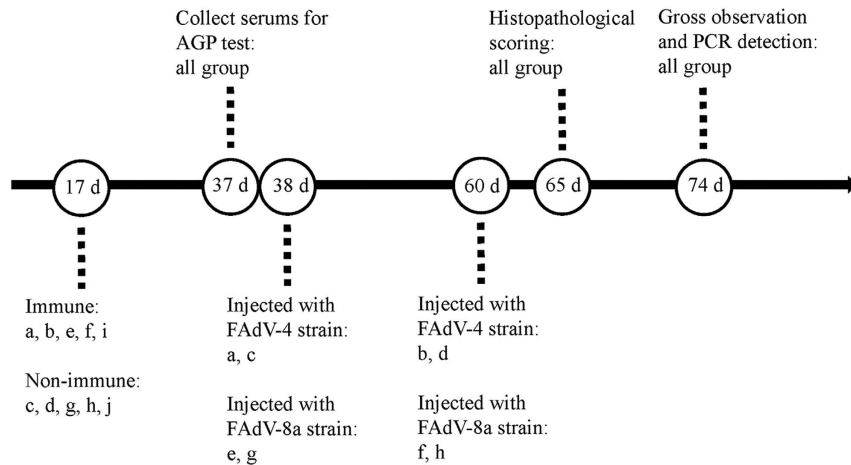 Collect serums for
AGP test:
all group
Histopathological
scoring:
all group
Gross observation
and PCR detection:
all group
17 d
37 d
38 d
60 d
65 d
74 d
Immune:
a, b, e, f, i
Non-immune:
c, d, g, h, j
Injected with
FAdV-4 strain:
a, c
Injected with
FAdV-8a strain:
e, g
Injected with
FAdV-4 strain:
b, d
Injected with
FAdV-8a strain:
f, h